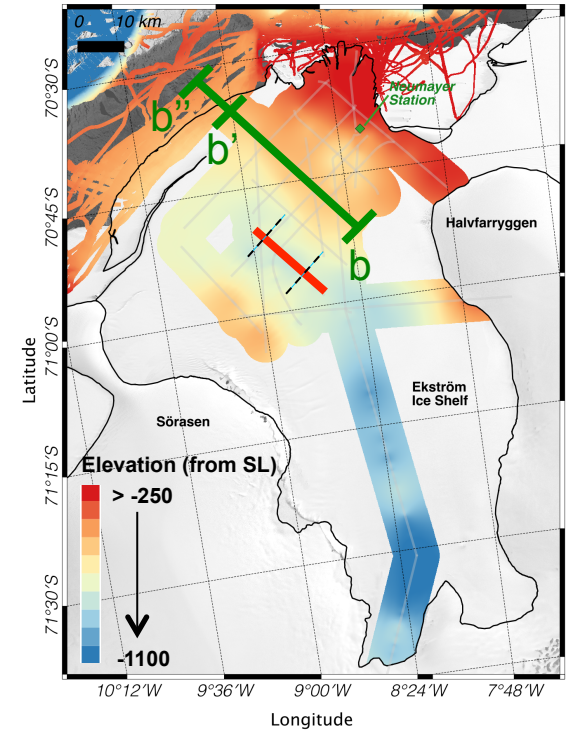 0 10 km
70°30'S
Neumayer
Station
b''
b'
70°45'S
Halvfarryggen
b
71°00'S
Latitude
Ekström
Ice Shelf
Sörasen
Elevation (from SL)
> -250
71°15'S
71°30'S
-1100
10°12'W 9°36'W 9°00'W 8°24'W 7°48'W
Longitude